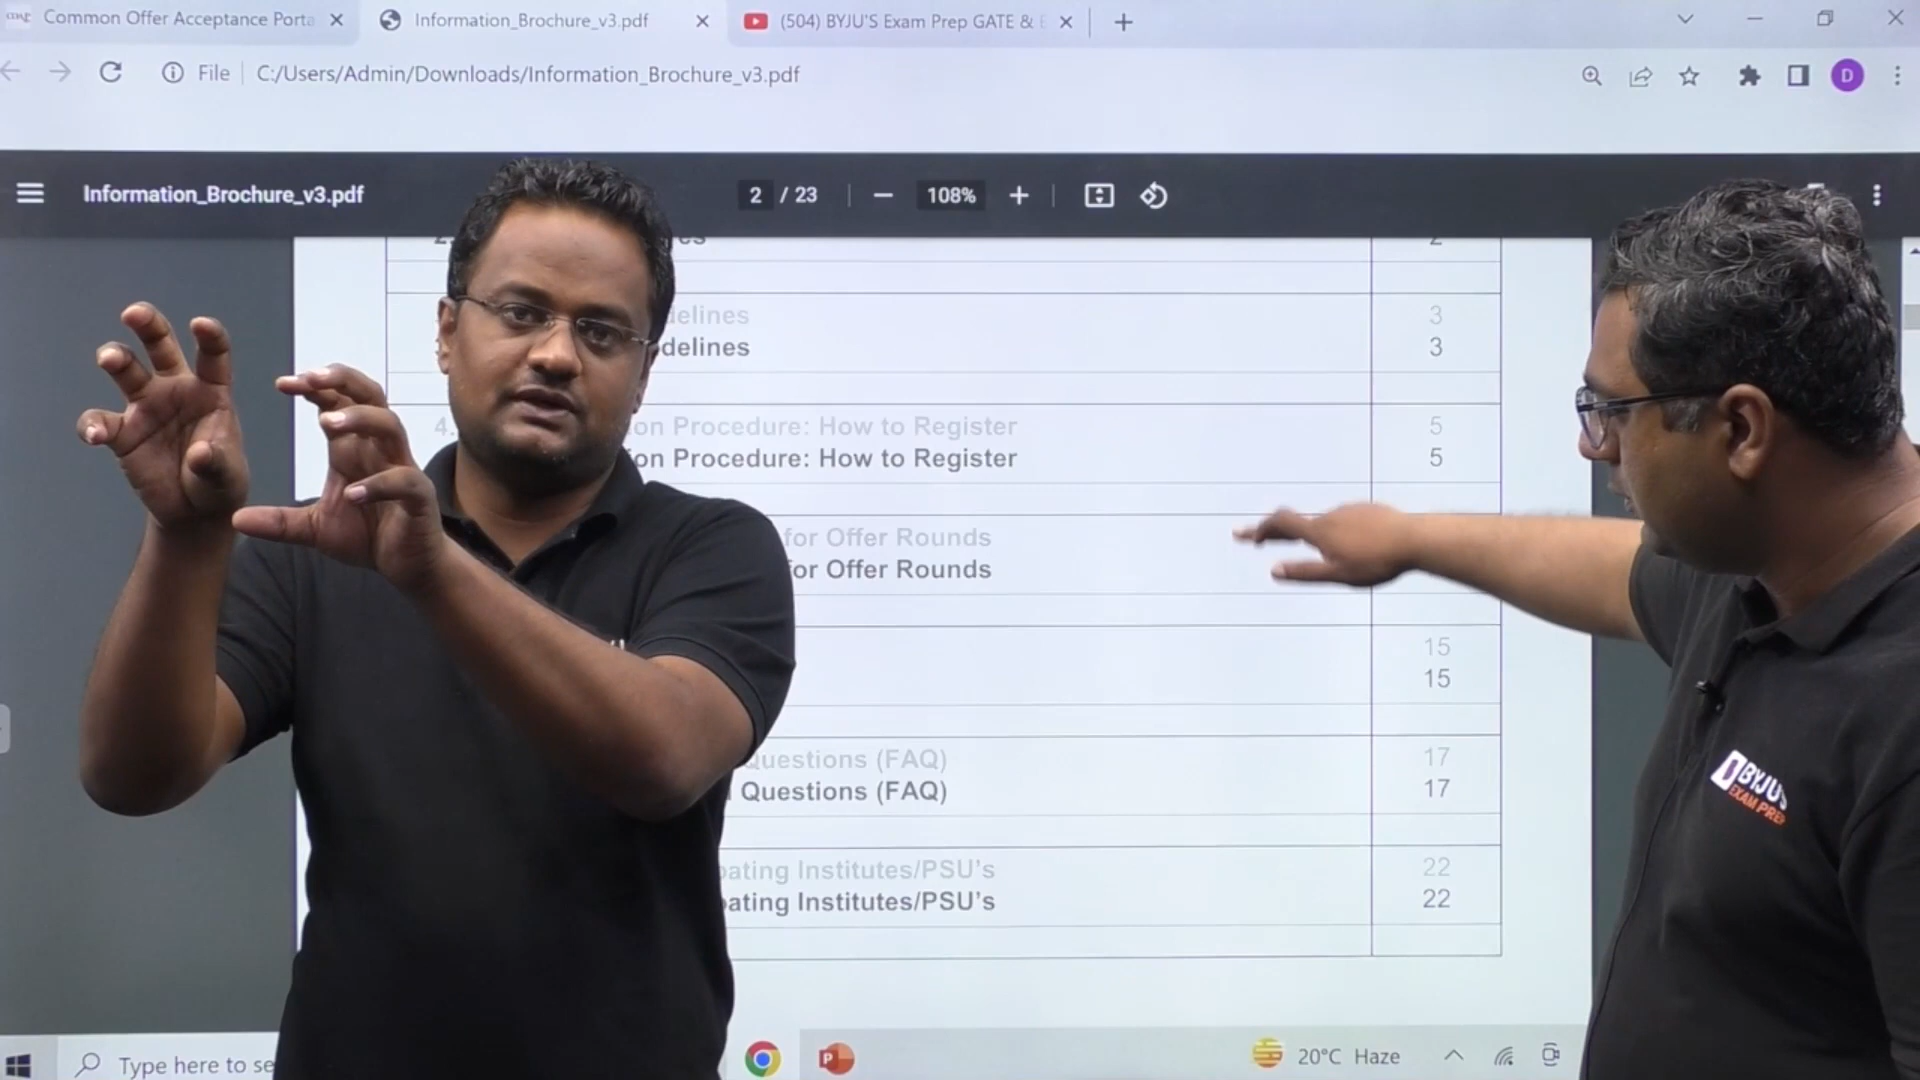 Common Offer Acceptance Porta
Information_Brochure_v3.pdf
(504) BYJU'S Exam Prep GATE &
File
C:/Users/Admin/Downloads/Information_Brochure_v3.pdf
D
Information_Brochure_v3.pdf
2 / 23
108%
delines 3
delines 3
4. on Procedure: How to Register 5
on Procedure: How to Register 5
for Offer Rounds
for Offer Rounds
15
15
Questions (FAQ) 17
Questions (FAQ) 17
pating Institutes/PSU's 22
pating Institutes/PSU's 22
BYJU'S
EXAM PREP
Type here to se
P
20°C Haze